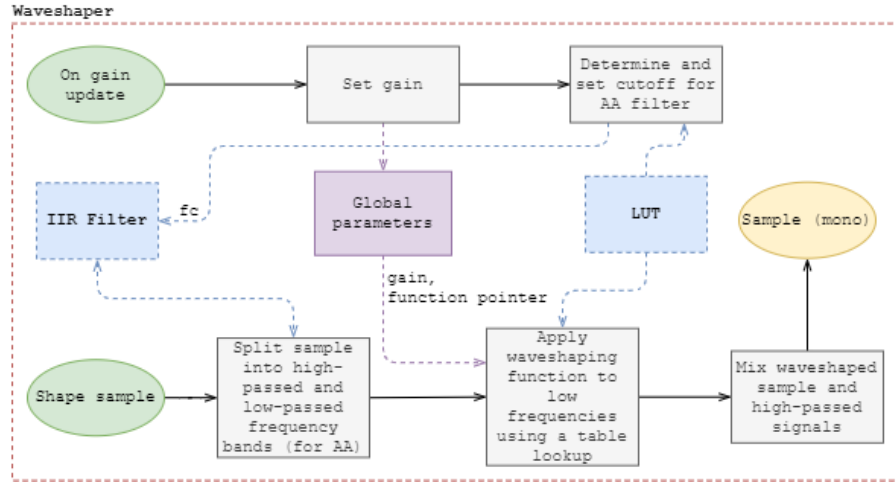 Waveshaper
On gain
update
Set gain
Determine and
set cutoff for
AA filter
IIR Filter
fc
Global
parameters
LUT
Sample (mono)
gain,
function pointer
Shape sample
Split sample
into high-
passed and
low-passed
frequency
bands (for AA)
Apply
waveshaping
function to
low
frequencies
using a table
lookup
Mix waveshaped
sample and
high-passed
signals